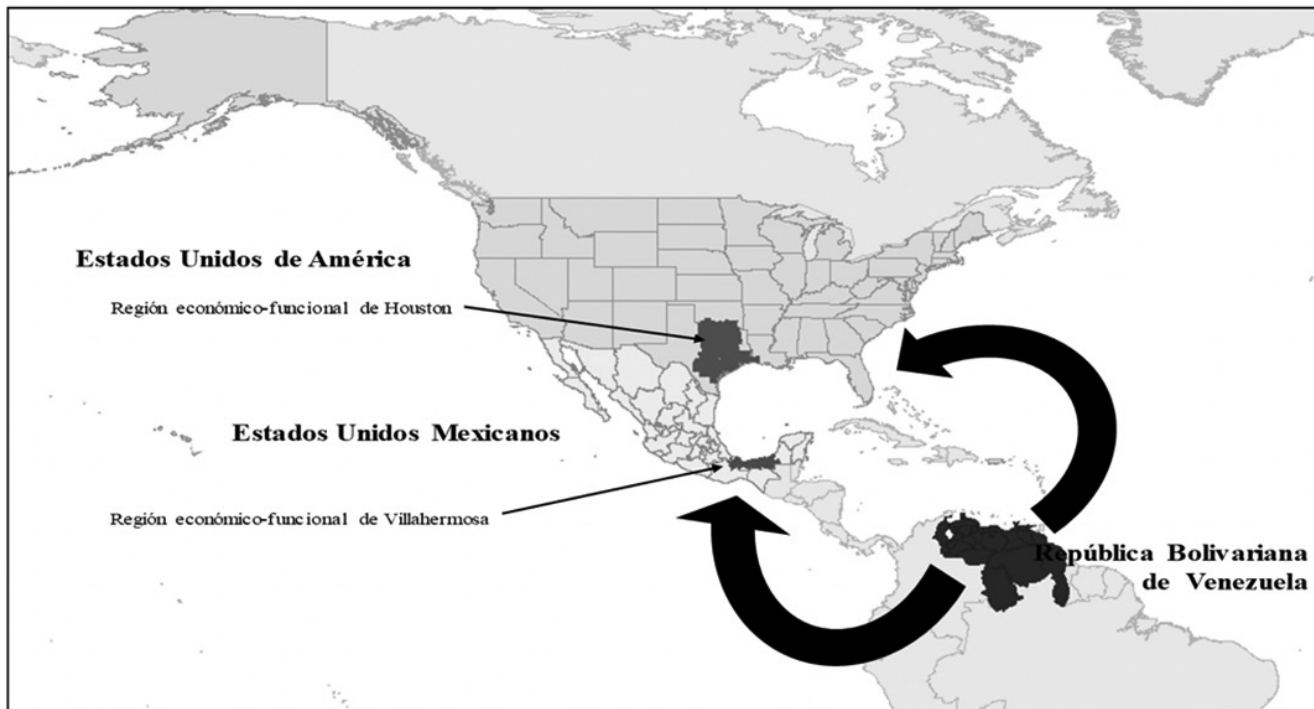 Estados Unidos de América
Región económico-funcional de Houston
Estados Unidos Mexicanos
Región económico-funcional de Villahermosa
República Bolivariana
de Venezuela